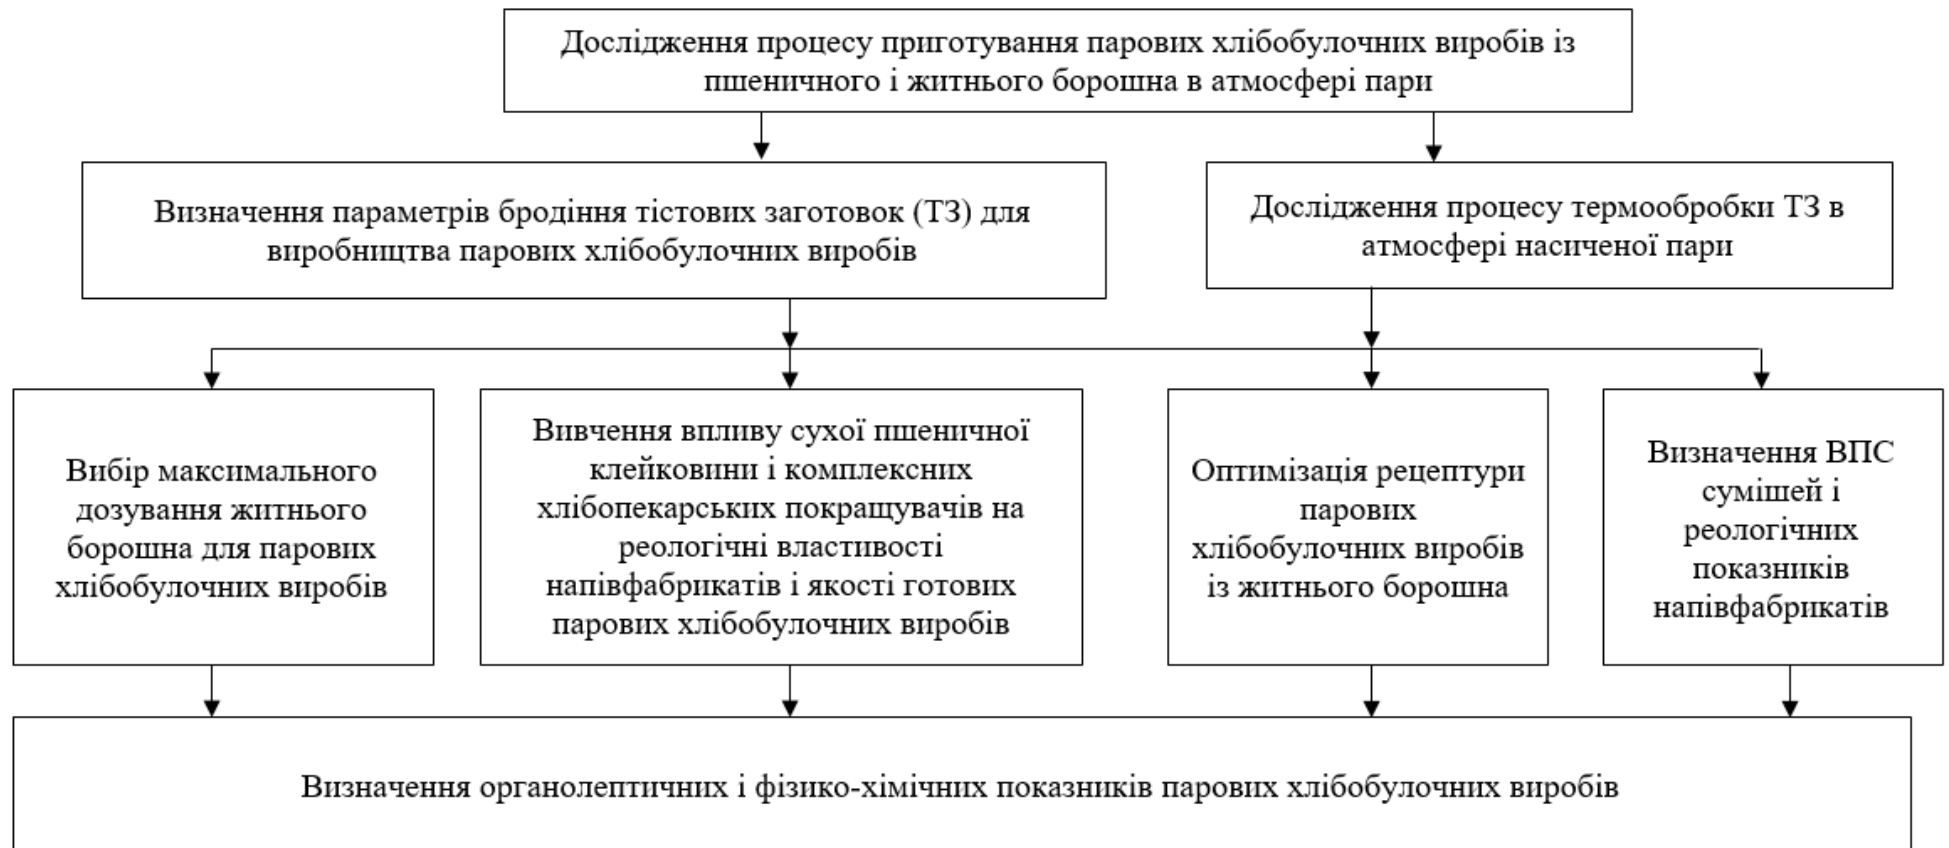 Дослідження процесу приготування парових хлібобулочних виробів із
пшеничного і житнього борошна в атмосфері пари
Визначення параметрів бродіння тістових заготовок (ТЗ) для
виробництва парових хлібобулочних виробів
Дослідження процесу термообробки ТЗ в
атмосфері насиченої пари
Вибір максимального
дозування житнього
борошна для парових
хлібобулочних виробів
Вивчення впливу сухої пшеничної
клейковини і комплексних
хлібопекарських покращувачів на
реологічні властивості
напівфабрикатів і якості готових
парових хлібобулочних виробів
Оптимізація рецептури
парових
хлібобулочних виробів
із житнього борошна
Визначення ВПС
сумішей і
реологічних
показників
напівфабрикатів
Визначення органолептичних і фізико-хімічних показників парових хлібобулочних виробів